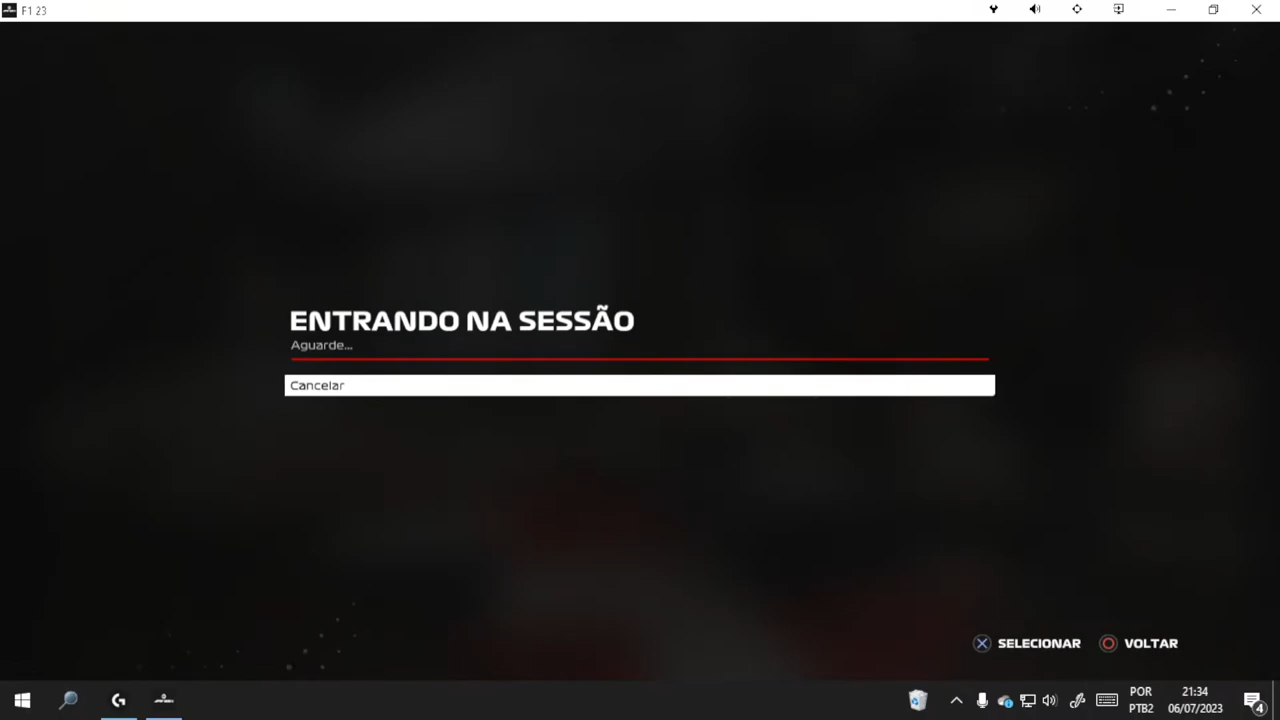 F1 23
ENTRANDO NA SESSÃO
Aguarde...
Cancelar
SELECIONAR VOLTAR
POR 21:34
PTB2 06/07/2023 4